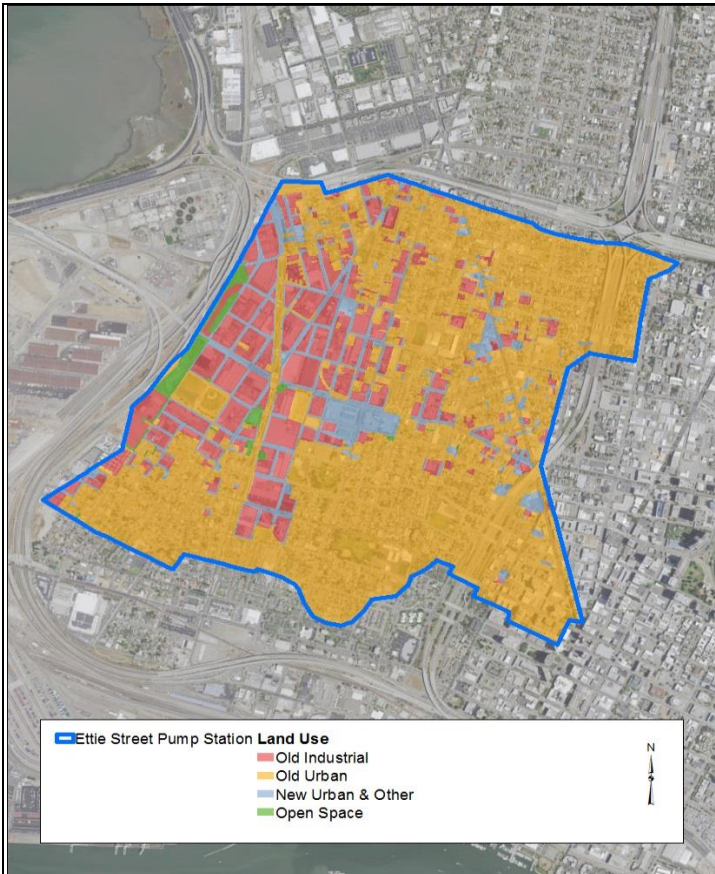 Ettie Street Pump Station Land Use
Old Industrial
Old Urban
New Urban & Other
Open Space
N